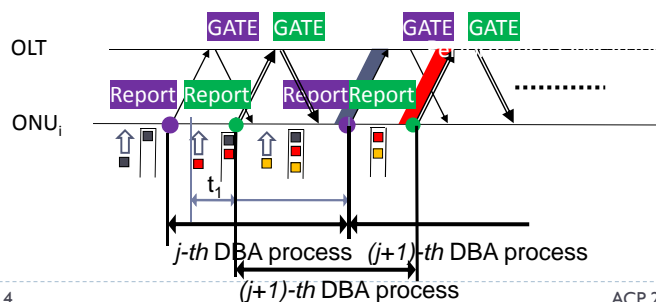 GATE GATE GATE GATE
OLT
Report Report Report Report
ONUi
t1
j-th DBA process (j+1)-th DBA process
(j+1)-th DBA process
4 ACP 2